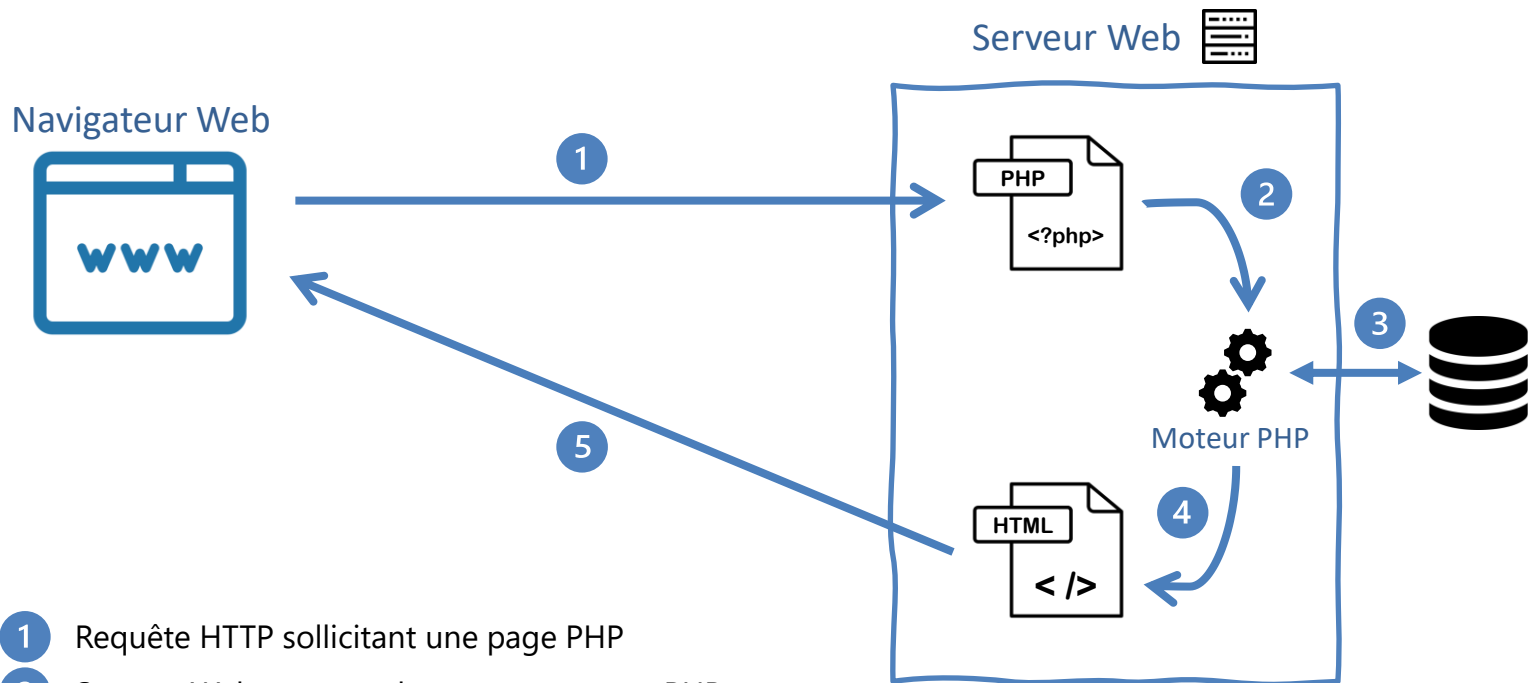 Serveur Web
Navigateur Web
www
1
PHP
<?php>
2
3
Moteur PHP
5
4
HTML
</>
1 Requête HTTP sollicitant une page PHP